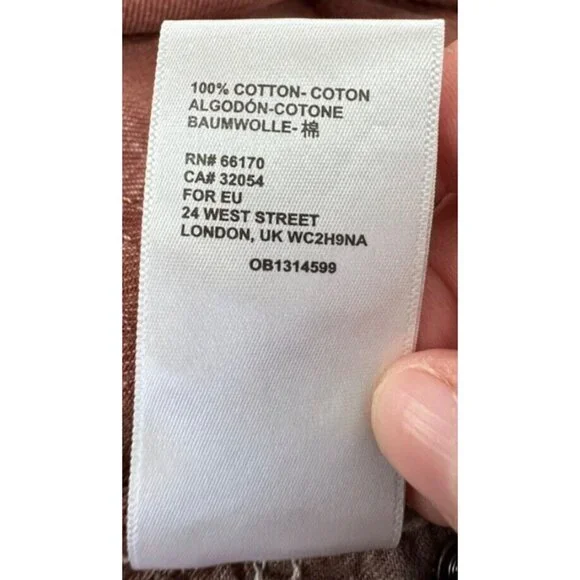 100% COTTON- COTON
ALGODÓN-COTONE
BAUMWOLLE- 棉
RN# 66170
CA# 32054
FOR EU
24 WEST STREET
LONDON, UK WC2H9NA
OB1314599